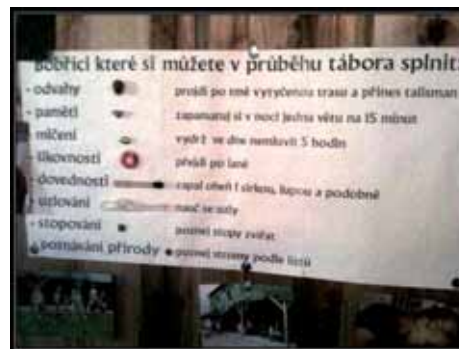 Bobříci které si můžete v průběhu tábora splnit:
- odvahy projdi po tmě vytyčenou trasu a přines talisman
- paměti zapamatuj si v noci jednu větu na 15 minut
- mlčení vydrž ve dne nemluvit 5 hodin
- šikovnosti přejdi po laně
- dovednosti zapal oheň 1 sirkou, lupou a podobně
- uzlování nauč se uzly
- stopování poznej stopy zvířat
- poznávání přírody poznej stromy podle listů